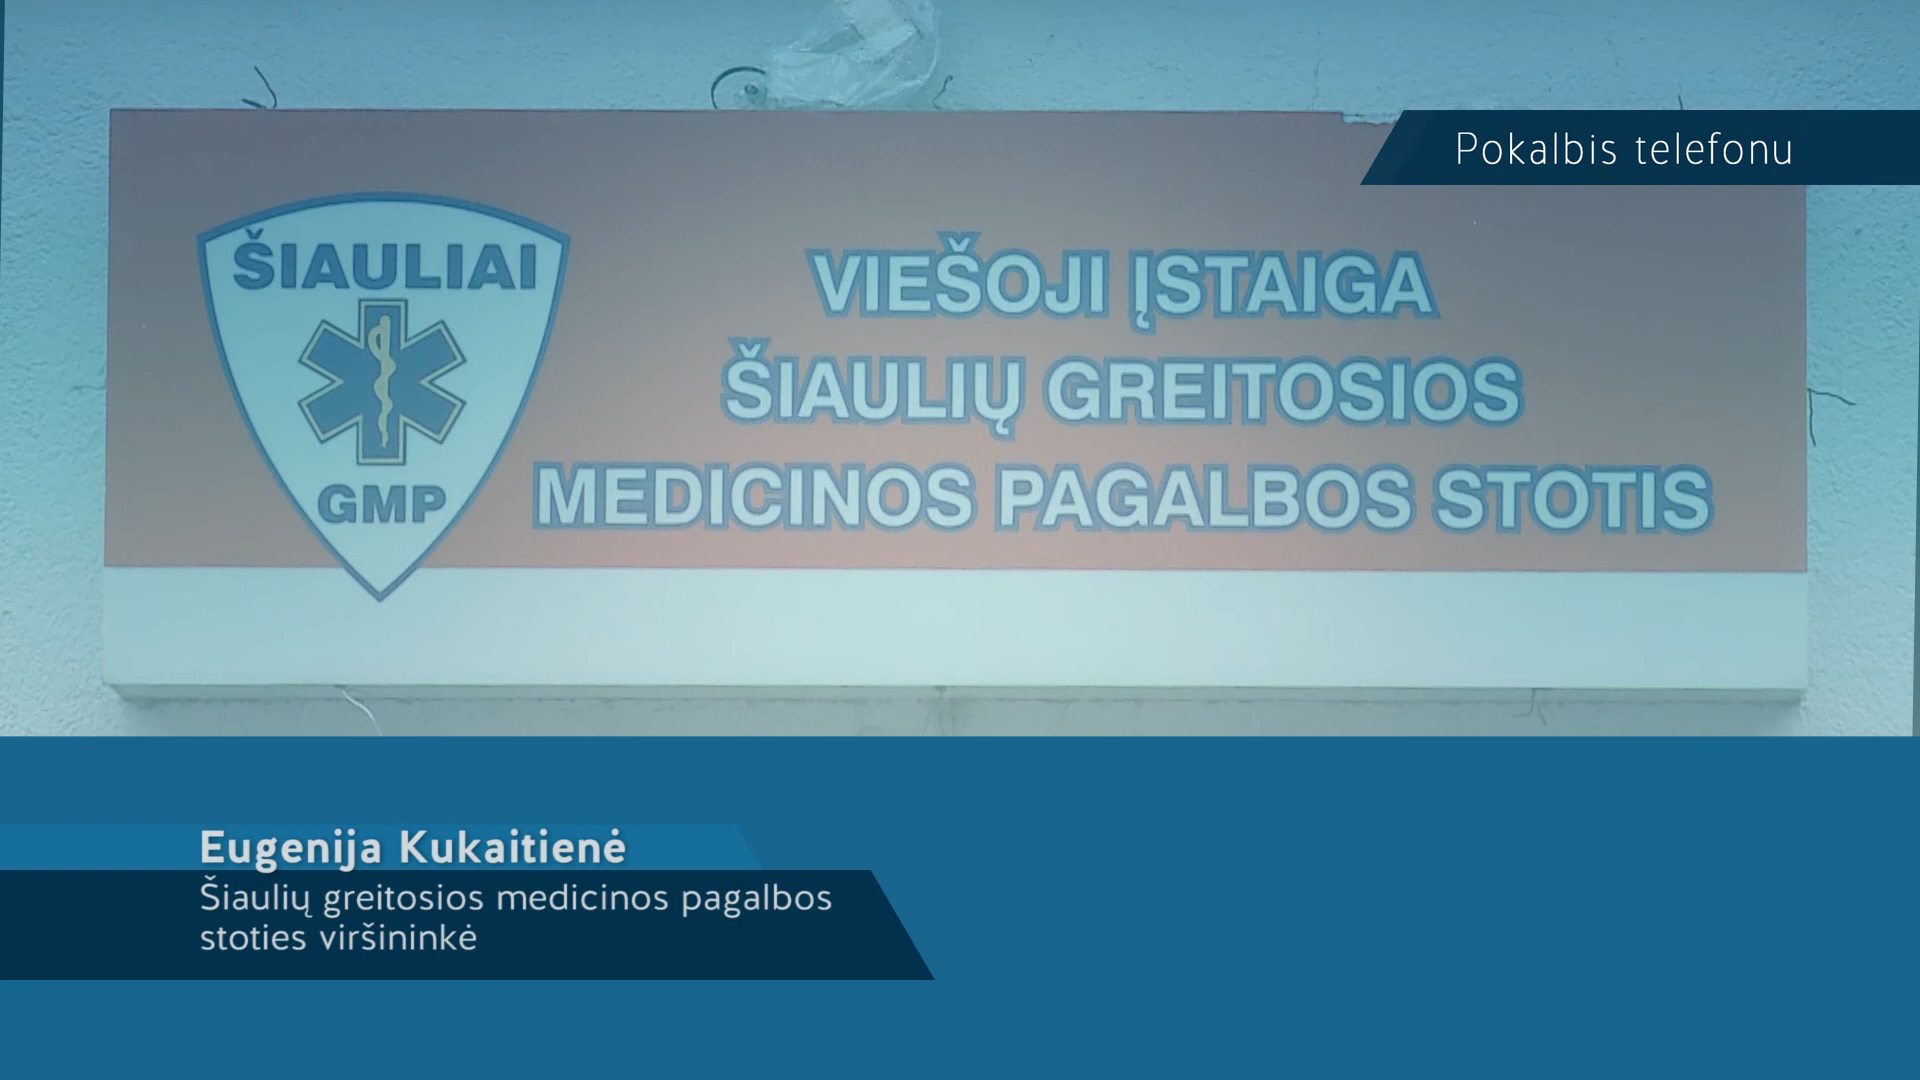 Pokalbis telefonu
ŠIAULIAI
GMP
VIEŠOJI ĮSTAIGA
ŠIAULIŲ GREITOSIOS
MEDICINOS PAGALBOS STOTIS
Eugenija Kukaitienė
Šiaulių greitosios medicinos pagalbos
stoties viršininkė